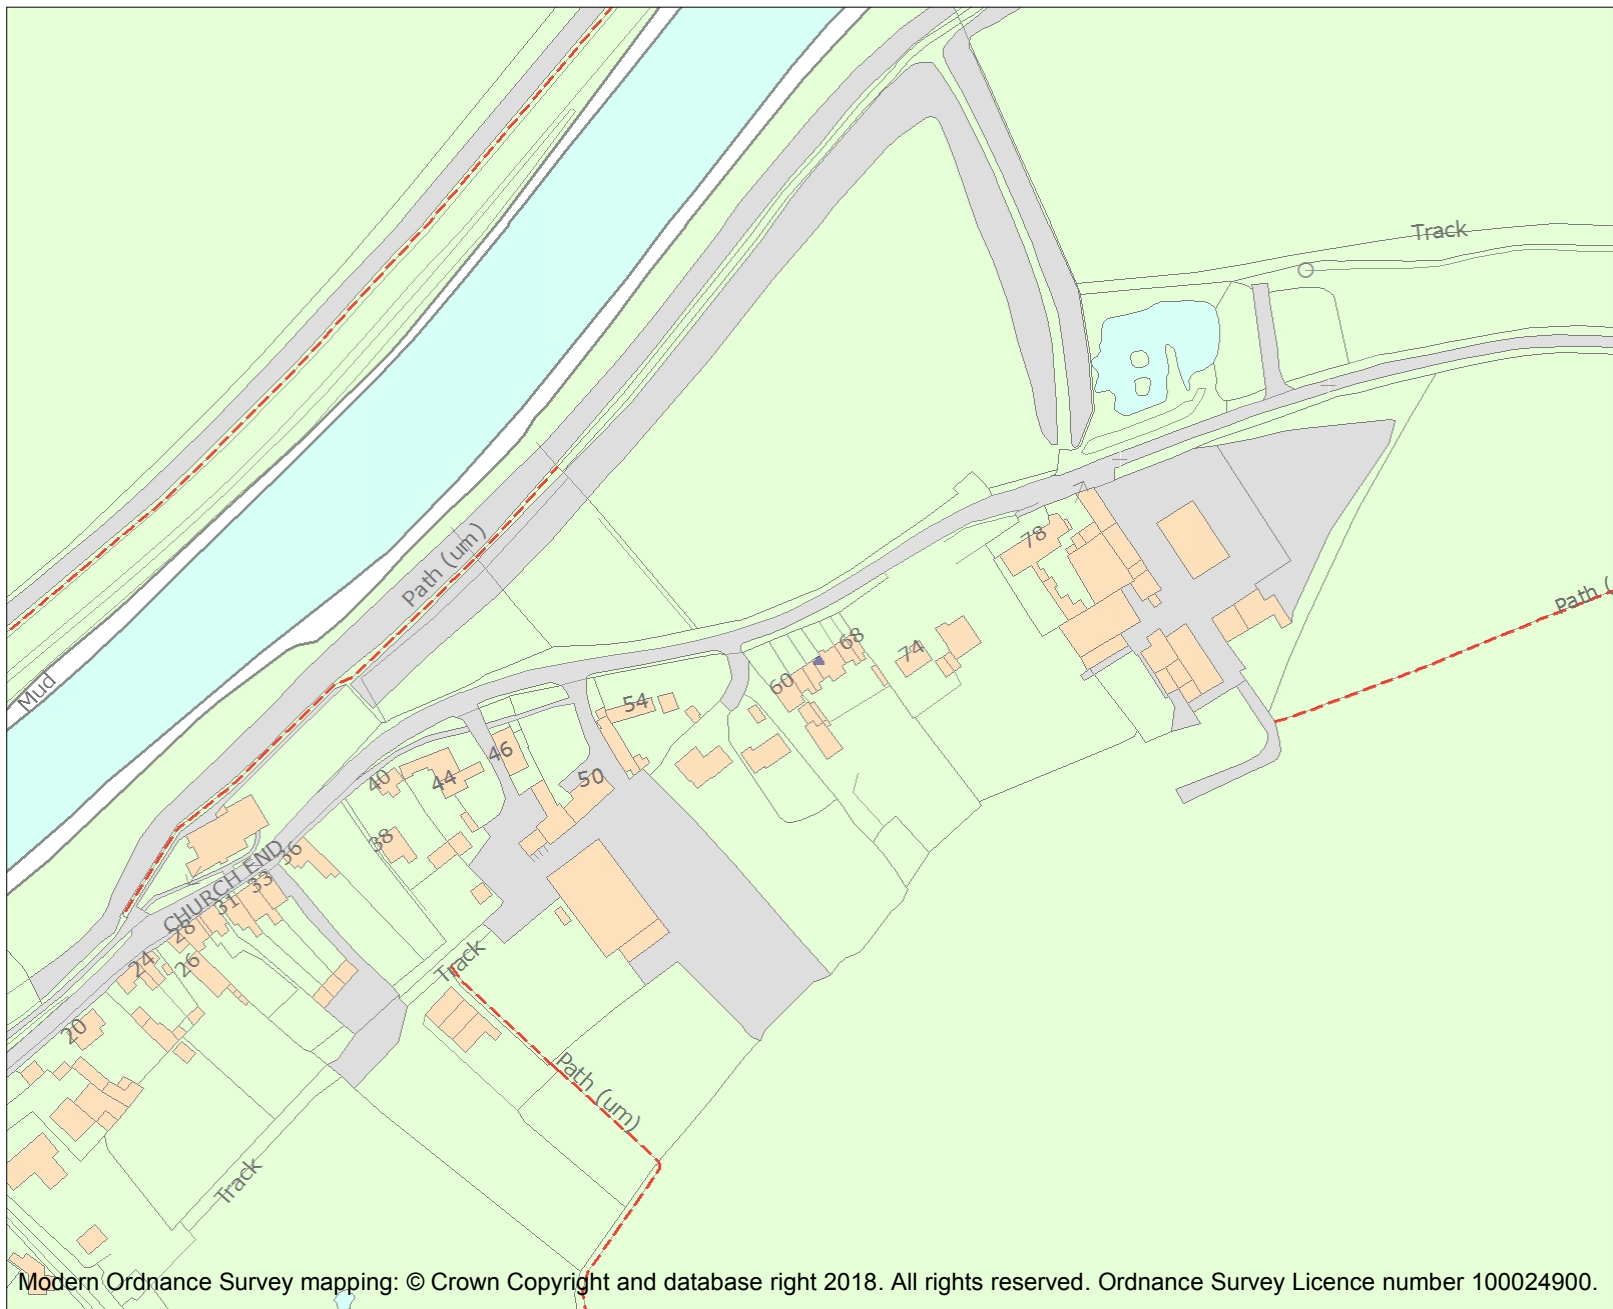 Track
Path (um)
78
Path (
68
74
60
Mud
54
46
50
40
44
38
36
CHURCH END
33
31
28
24
26
Track
20
Path (um)
Track
Modern Ordnance Survey mapping: © Crown Copyright and database right 2018. All rights reserved. Ordnance Survey Licence number 100024900.